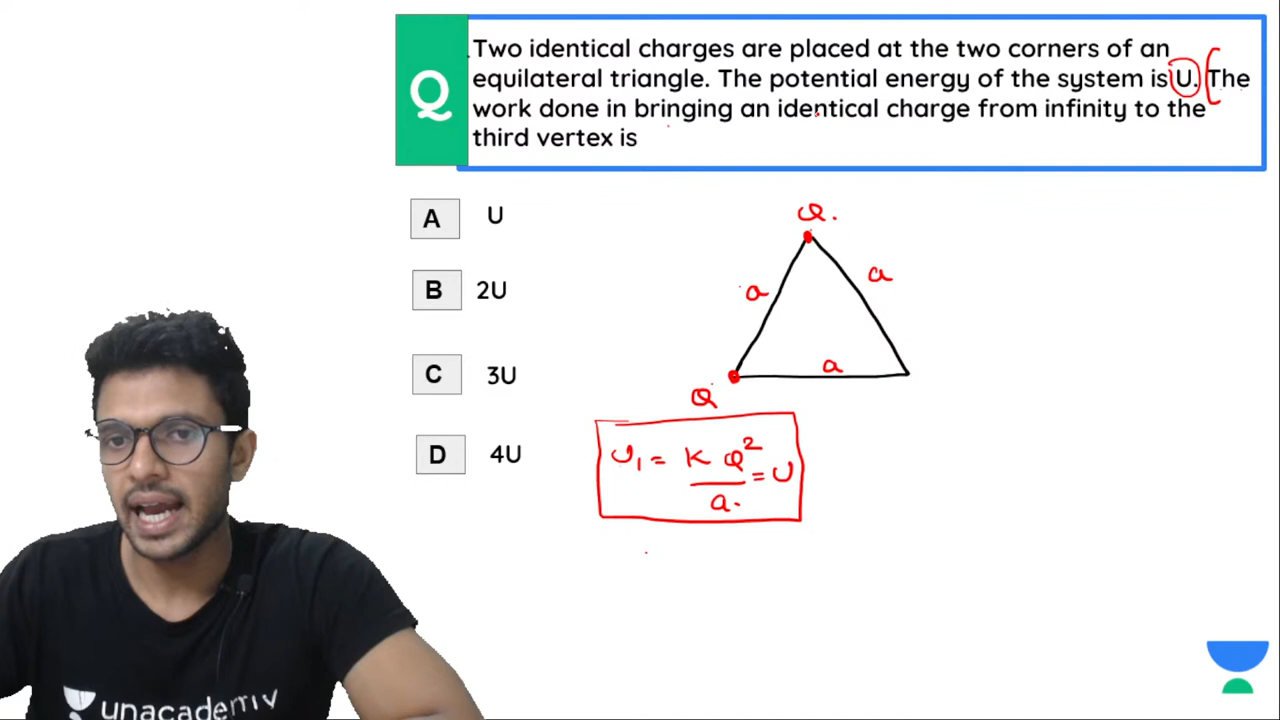 Q
Two identical charges are placed at the two corners of an
equilateral triangle. The potential energy of the system is U. The
work done in bringing an identical charge from infinity to the
third vertex is
A U
B 2U
C 3U
D 4U
Q.
a
a
a
Q
U₁ = K Q² / a = U
unacademy